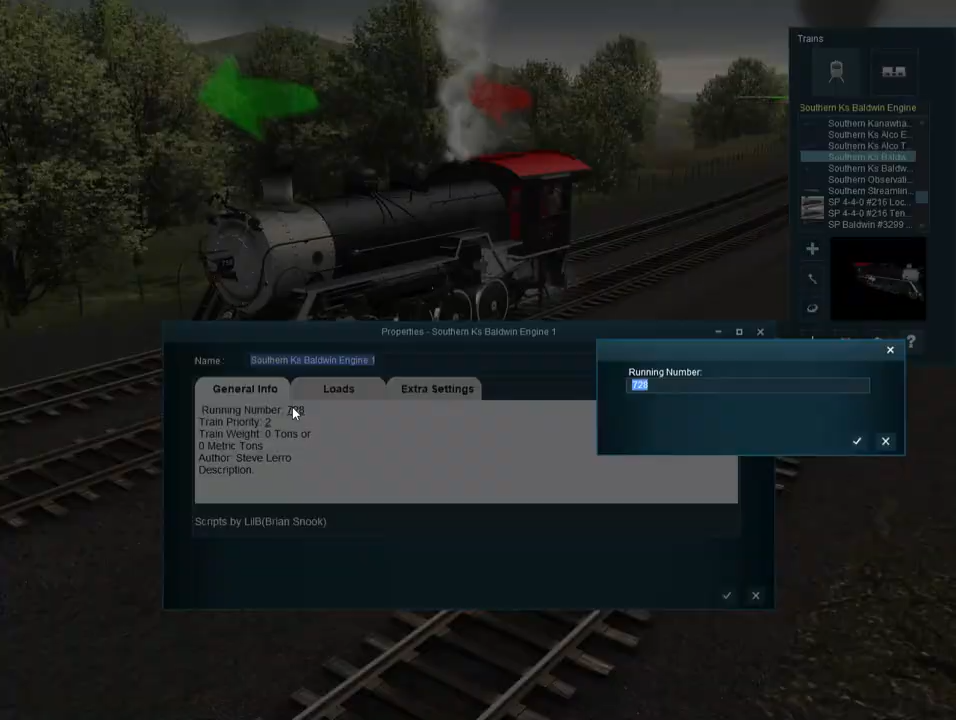 Trains
Southern Ks Baldwin Engine
Southern Kanawha...
Southern Ks Alco E...
Southern Ks Alco T...
Southern Ks Baldw...
Southern Ks Baldw...
Southern Observati...
Southern Streamlin...
SP 4-4-0 #216 Loc...
SP 4-4-0 #216 Ten...
SP Baldwin #3299 ...
Properties - Southern Ks Baldwin Engine 1
Name : Southern Ks Baldwin Engine 1
General Info Loads Extra Settings
Running Number: 728
Train Priority: 2
Train Weight: 0 Tons or
0 Metric Tons
Author: Steve Lerro
Description:
Scripts by LilB(Brian Snook)
Running Number:
728